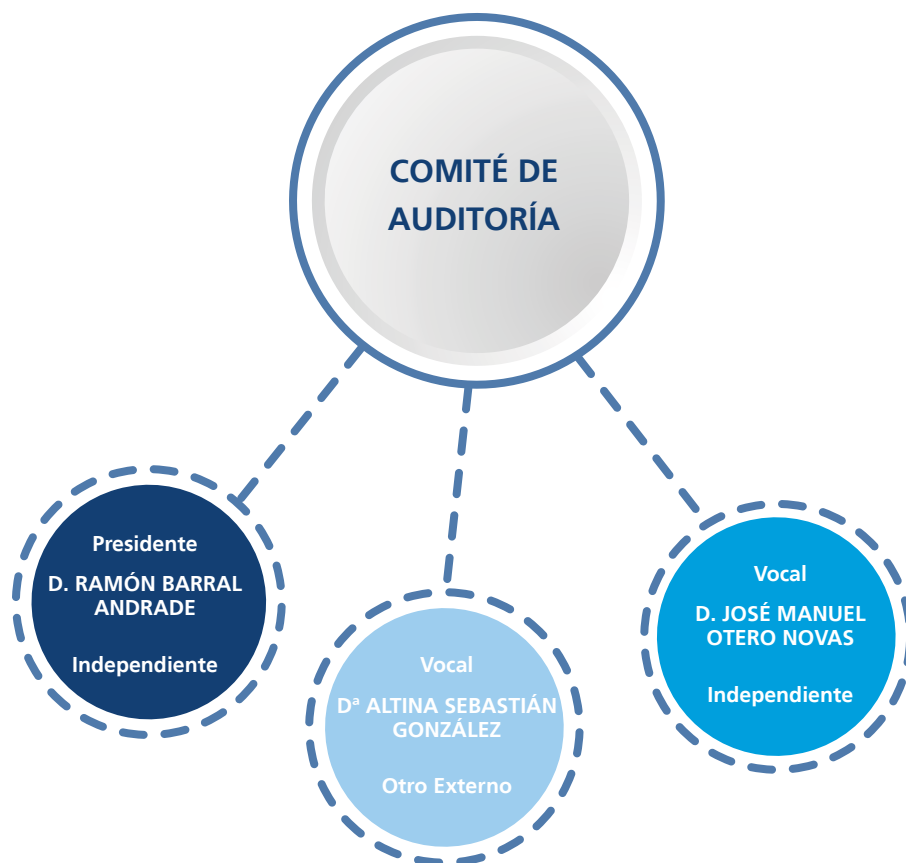 COMITÉ DE
AUDITORÍA
Presidente
D. RAMÓN BARRAL
ANDRADE
Independiente
Vocal
Dª ALTINA SEBASTIÁN
GONZÁLEZ
Otro Externo
Vocal
D. JOSÉ MANUEL
OTERO NOVAS
Independiente